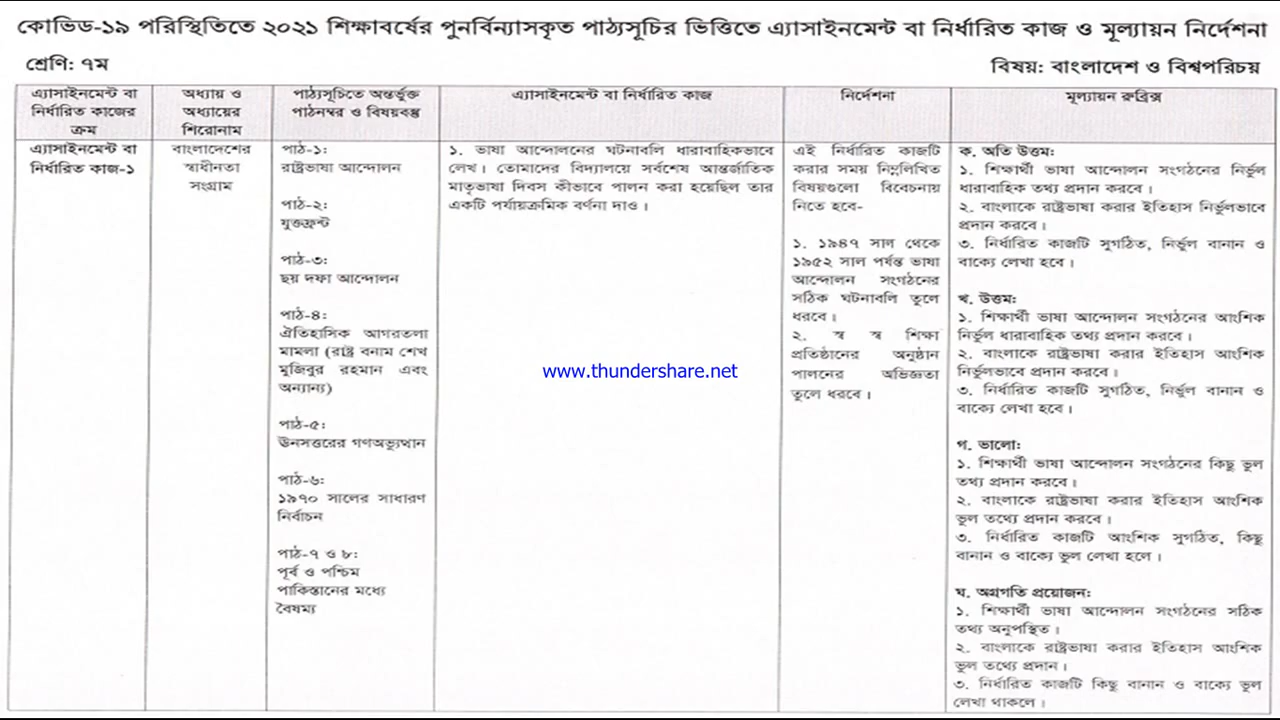 কোভিড-১৯ পরিস্থিতিতে ২০২১ শিক্ষাবর্ষের পুনর্বিন্যাসকৃত পাঠ্যসূচির ভিত্তিতে এ্যাসাইনমেন্ট বা নির্ধারিত কাজ ও মূল্যায়ন নির্দেশনা
শ্রেণি: ৭ম
বিষয়: বাংলাদেশ ও বিশ্বপরিচয়
এ্যাসাইনমেন্ট বা
নির্ধারিত কাজের
ক্রম
অধ্যায় ও
অধ্যায়ের
শিরোনাম
পাঠ্যসূচিতে অন্তর্ভুক্ত
পাঠনম্বর ও বিষয়বস্তু
এ্যাসাইনমেন্ট বা নির্ধারিত কাজ
নির্দেশনা
মূল্যায়ন রুব্রিক্স
এ্যাসাইনমেন্ট বা
নির্ধারিত কাজ-১
বাংলাদেশের
স্বাধীনতা
সংগ্রাম
পাঠ-১:
রাষ্ট্রভাষা আন্দোলন
পাঠ-২:
যুক্তফ্রন্ট
পাঠ-৩:
ছয় দফা আন্দোলন
পাঠ-৪:
ঐতিহাসিক আগরতলা
মামলা (রাষ্ট্র বনাম শেখ
মুজিবুর রহমান এবং
অন্যান্য)
পাঠ-৫:
ঊনসত্তরের গণঅভ্যুত্থান
পাঠ-৬:
১৯৭০ সালের সাধারণ
নির্বাচন
পাঠ-৭ ও ৮:
পূর্ব ও পশ্চিম
পাকিস্তানের মধ্যে
বৈষম্য
১. ভাষা আন্দোলনের ঘটনাবলি ধারাবাহিকভাবে
লেখ। তোমাদের বিদ্যালয়ে সর্বশেষ আন্তর্জাতিক
মাতৃভাষা দিবস কীভাবে পালন করা হয়েছিল তার
একটি পর্যায়ক্রমিক বর্ণনা দাও।
www.thundershare.net
এই নির্ধারিত কাজটি
করার সময় নিম্নলিখিত
বিষয়গুলো বিবেচনায়
নিতে হবে-
১. ১৯৪৭ সাল থেকে
১৯৫২ সাল পর্যন্ত ভাষা
আন্দোলন সংগঠনের
সঠিক ঘটনাবলি তুলে
ধরবে।
২. স্ব স্ব শিক্ষা
প্রতিষ্ঠানের অনুষ্ঠান
পালনের অভিজ্ঞতা
তুলে ধরবে।
ক. অতি উত্তম:
১. শিক্ষার্থী ভাষা আন্দোলন সংগঠনের নির্ভুল
ধারাবাহিক তথ্য প্রদান করবে।
২. বাংলাকে রাষ্ট্রভাষা করার ইতিহাস নির্ভুলভাবে
প্রদান করবে।
৩. নির্ধারিত কাজটি সুগঠিত, নির্ভুল বানান ও
বাক্যে লেখা হবে।
খ. উত্তম:
১. শিক্ষার্থী ভাষা আন্দোলন সংগঠনের আংশিক
নির্ভুল ধারাবাহিক তথ্য প্রদান করবে।
২. বাংলাকে রাষ্ট্রভাষা করার ইতিহাস আংশিক
নির্ভুলভাবে প্রদান করবে।
৩. নির্ধারিত কাজটি সুগঠিত, নির্ভুল বানান ও
বাক্যে লেখা হবে।
গ. ভালো:
১. শিক্ষার্থী ভাষা আন্দোলন সংগঠনের কিছু ভুল
তথ্য প্রদান করবে।
২. বাংলাকে রাষ্ট্রভাষা করার ইতিহাস আংশিক
ভুল তথ্যে প্রদান করবে।
৩. নির্ধারিত কাজটি আংশিক সুগঠিত, কিছু
বানান ও বাক্যে ভুল লেখা হলে।
ঘ. অগ্রগতি প্রয়োজন:
১. শিক্ষার্থী ভাষা আন্দোলন সংগঠনের সঠিক
তথ্য অনুপস্থিত।
২. বাংলাকে রাষ্ট্রভাষা করার ইতিহাস আংশিক
ভুল তথ্যে প্রদান।
৩. নির্ধারিত কাজটি কিছু বানান ও বাক্যে ভুল
লেখা থাকলে।